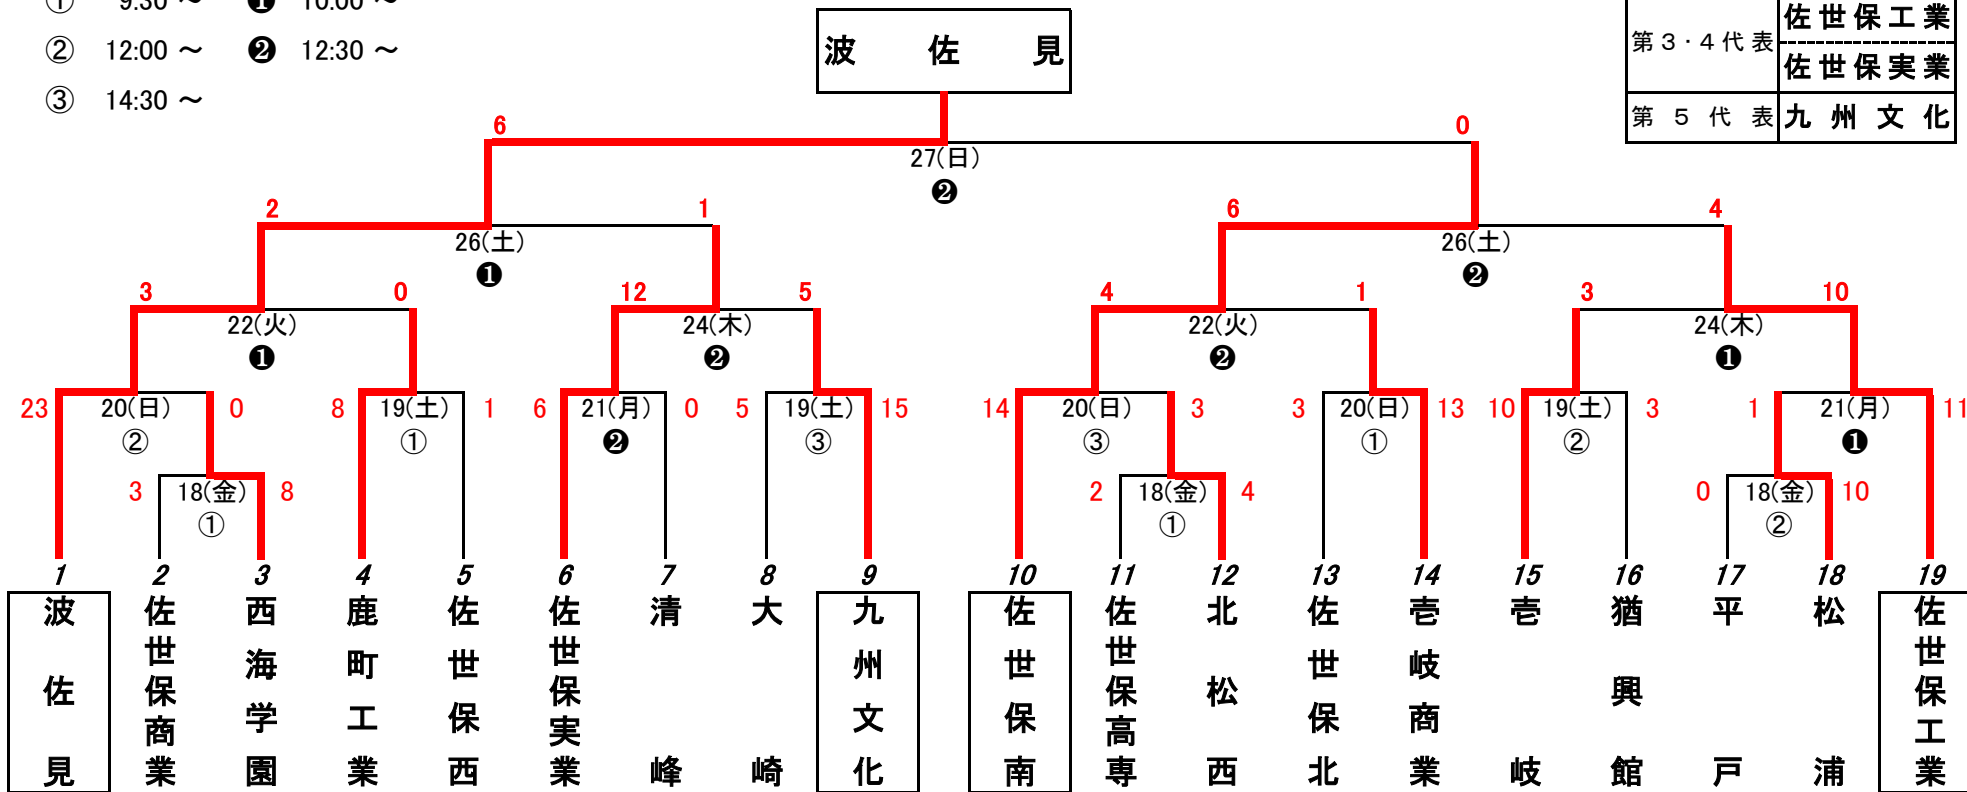 ① 9:30 ～ ❶ 10:00 ～
② 12:00 ～ ❷ 12:30 ～
③ 14:30 ～
波佐見
第3・4代表 佐世保工業
佐世保実業
第5代表 九州文化
6 0
27(日)
❷
2 1 6 4
26(土) 26(土)
❶ ❷
3 0 12 5 4 1 3 10
22(火) 24(木) 22(火) 24(木)
❶ ❷ ❷ ❶
23 20(日) 0 8 19(土) 1 6 21(月) 0 5 19(土) 15 14 20(日) 3 3 20(日) 13 10 19(土) 3 1 21(月) 11
② ① ❷ ③ ③ ① ② ❶
3 18(金) 8 2 18(金) 4 0 18(金) 10
① ① ②
1 2 3 4 5 6 7 8 9 10 11 12 13 14 15 16 17 18 19
波佐見
佐世保商業
西海学園
鹿町工業
佐世保西
佐世保実業
清峰
大崎
九州文化
佐世保南
佐世保高専
北松西
佐世保北
壱岐商業
壱岐
猶興館
平戸
松浦
佐世保工業